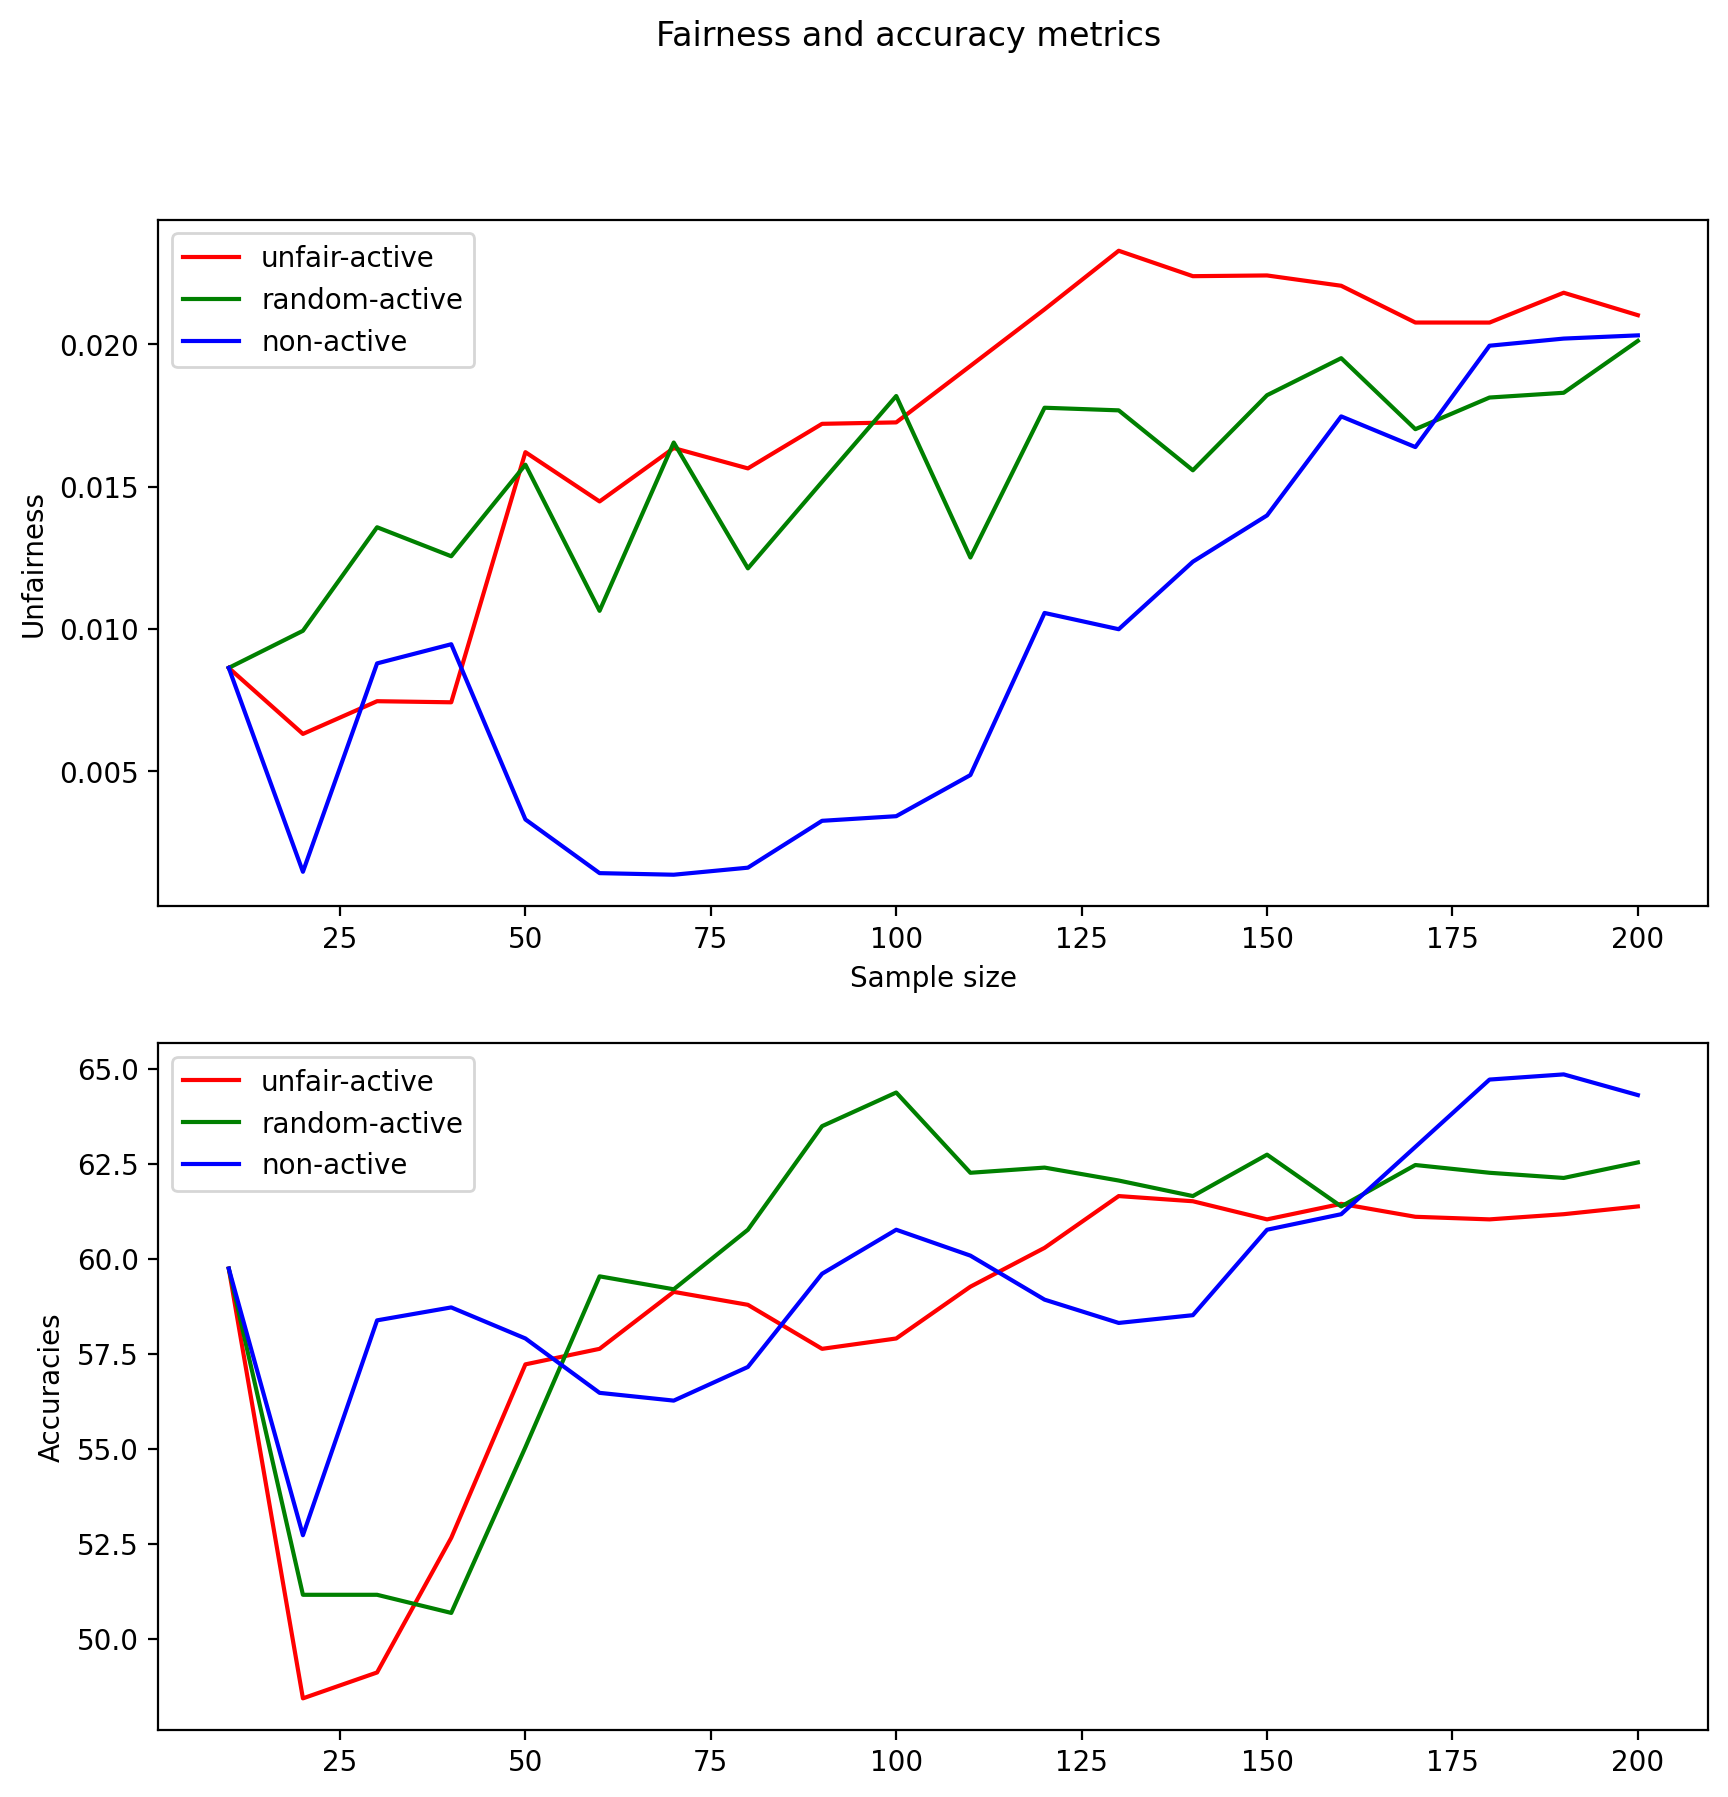 Fairness and accuracy metrics
unfair-active
random-active
non-active
0.020
0.015
0.010
0.005
Unfairness
25 50 75 100 125 150 175 200
Sample size
unfair-active
random-active
non-active
65.0
62.5
60.0
57.5
55.0
52.5
50.0
Accuracies
25 50 75 100 125 150 175 200